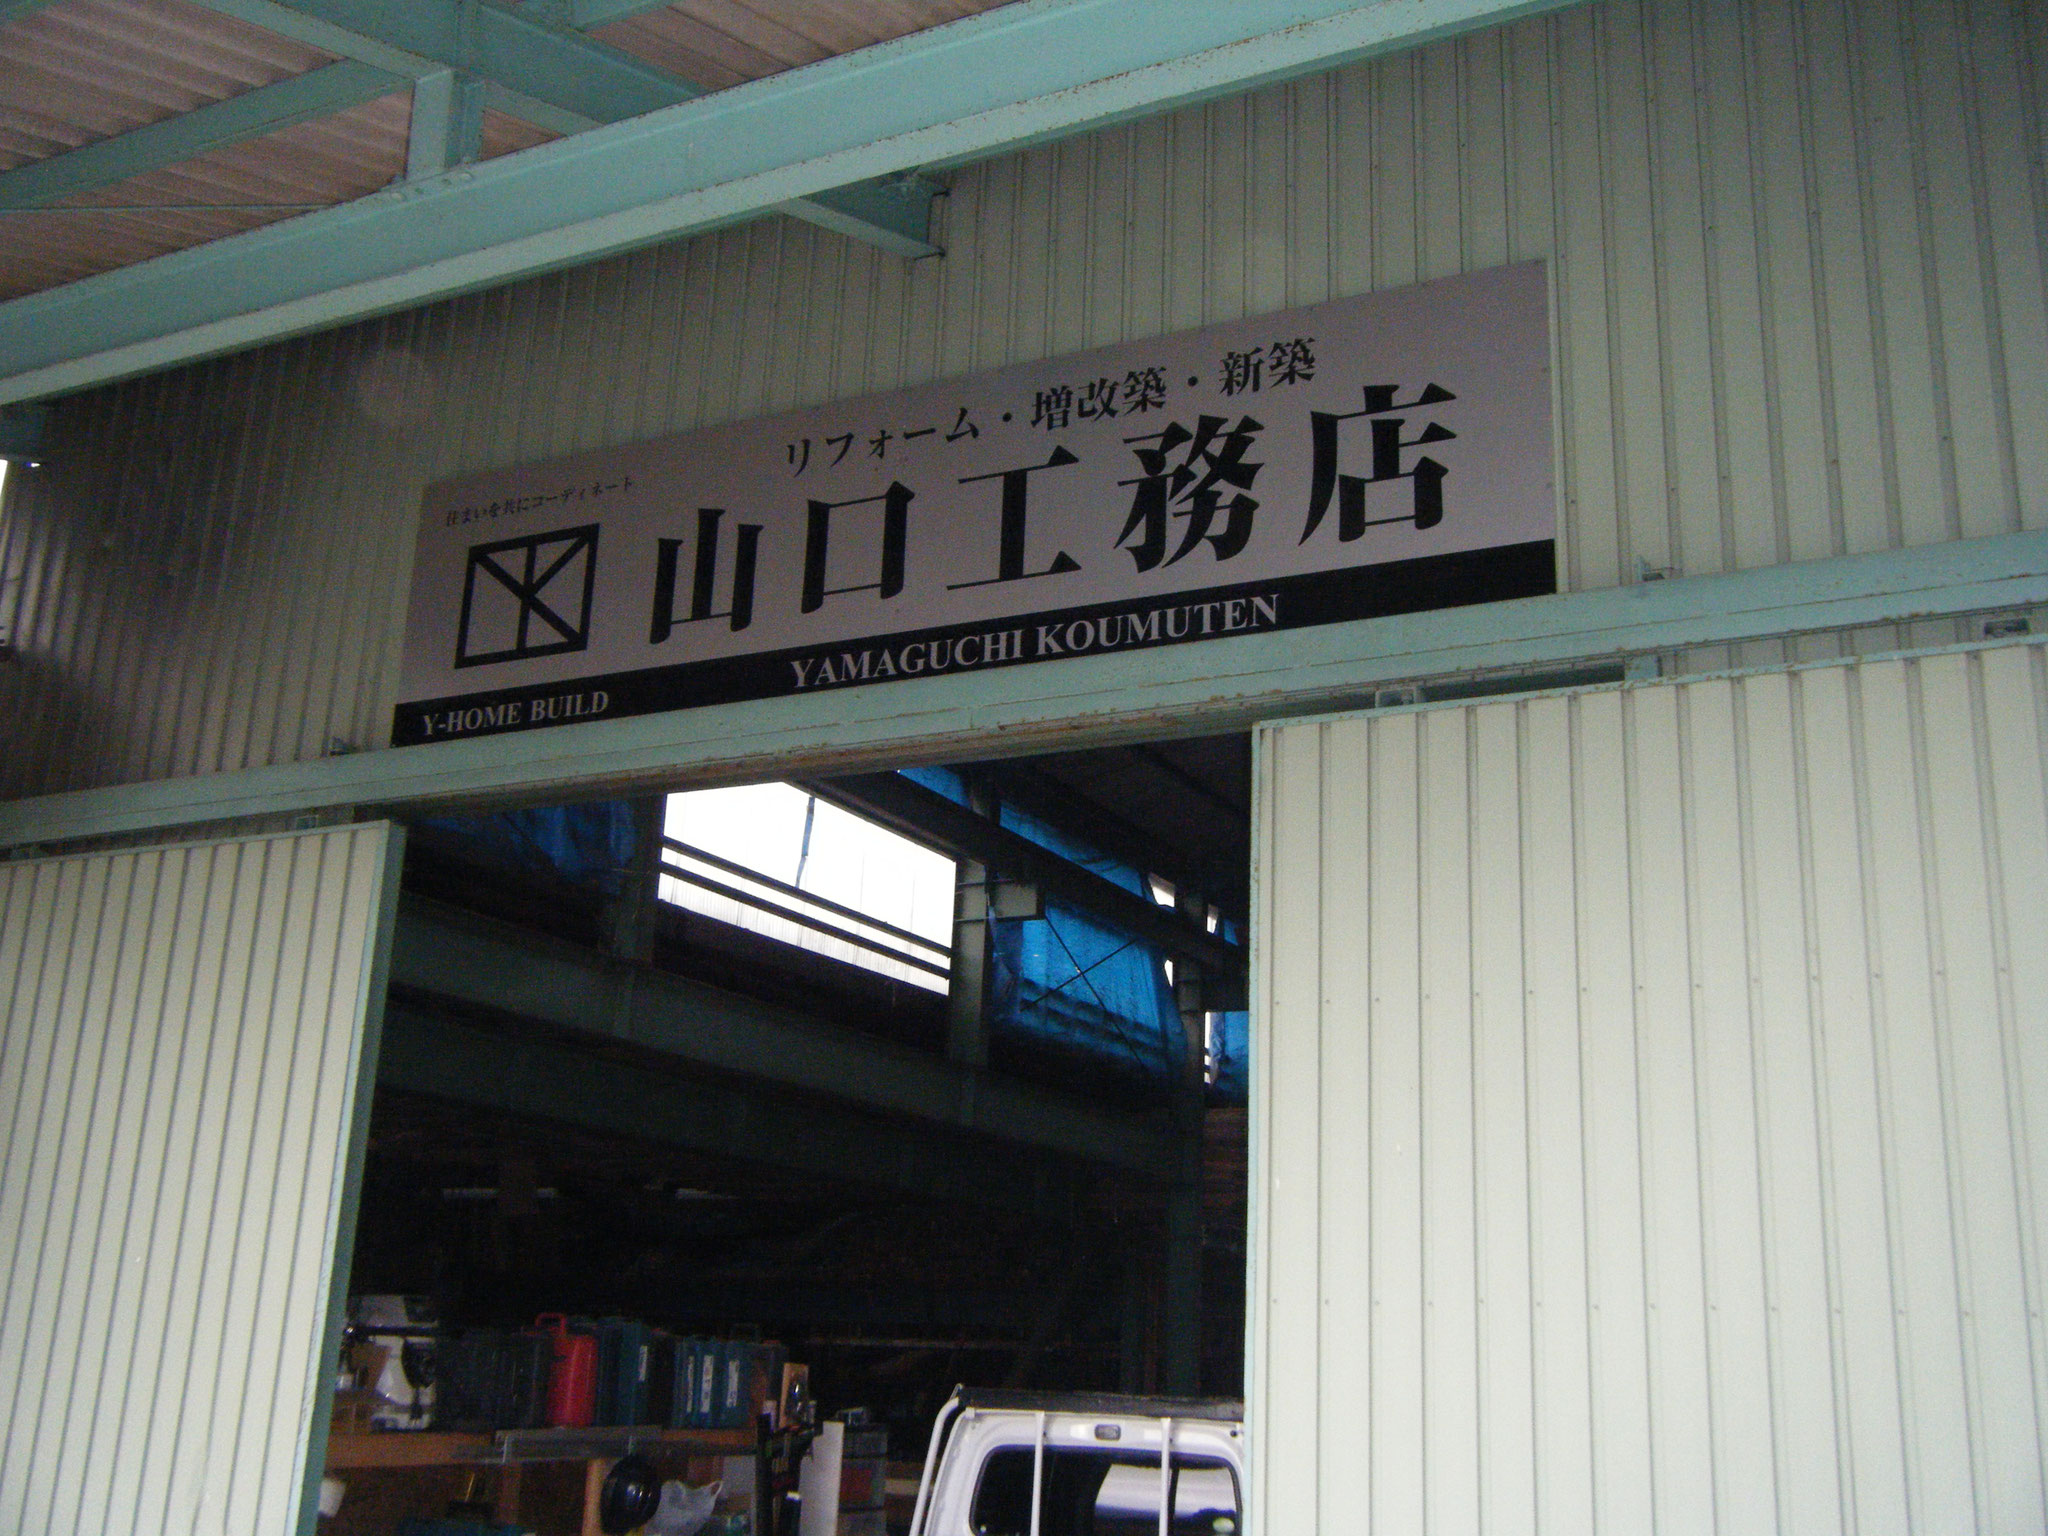 リフォーム・増改築・新築
住まいを共にコーディネート
山口工務店
YAMAGUCHI KOUMUTEN
Y-HOME BUILD